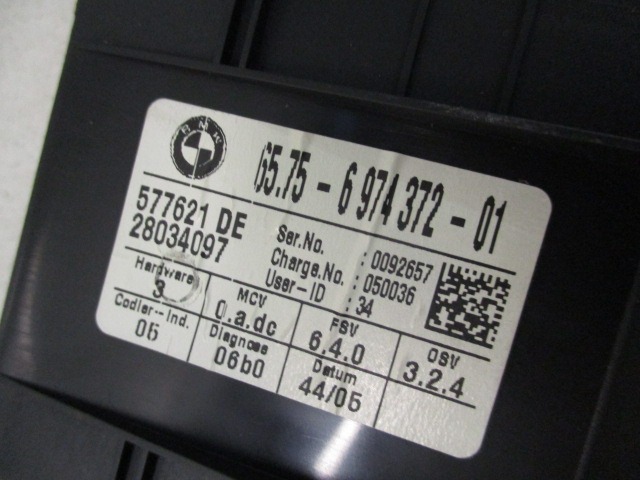 BMW
65.75 - 6 974 372 - 01
577621 DE
28034097
Ser.No. : 0092657
Charge.No. : 050036
User-ID : 34
Hardware 3
MCV 0.a.dc
FSV 6.4.0
OSV 3.2.4
Codier-Ind. 05
Diagnose 06b0
Datum 44/05